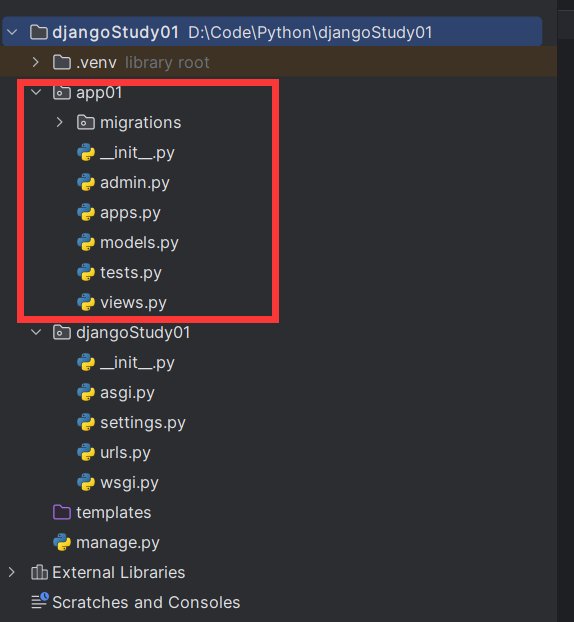 djangoStudy01 D:\Code\Python\djangoStudy01
.venv library root
app01
migrations
__init__.py
admin.py
apps.py
models.py
tests.py
views.py
djangoStudy01
__init__.py
asgi.py
settings.py
urls.py
wsgi.py
templates
manage.py
External Libraries
Scratches and Consoles